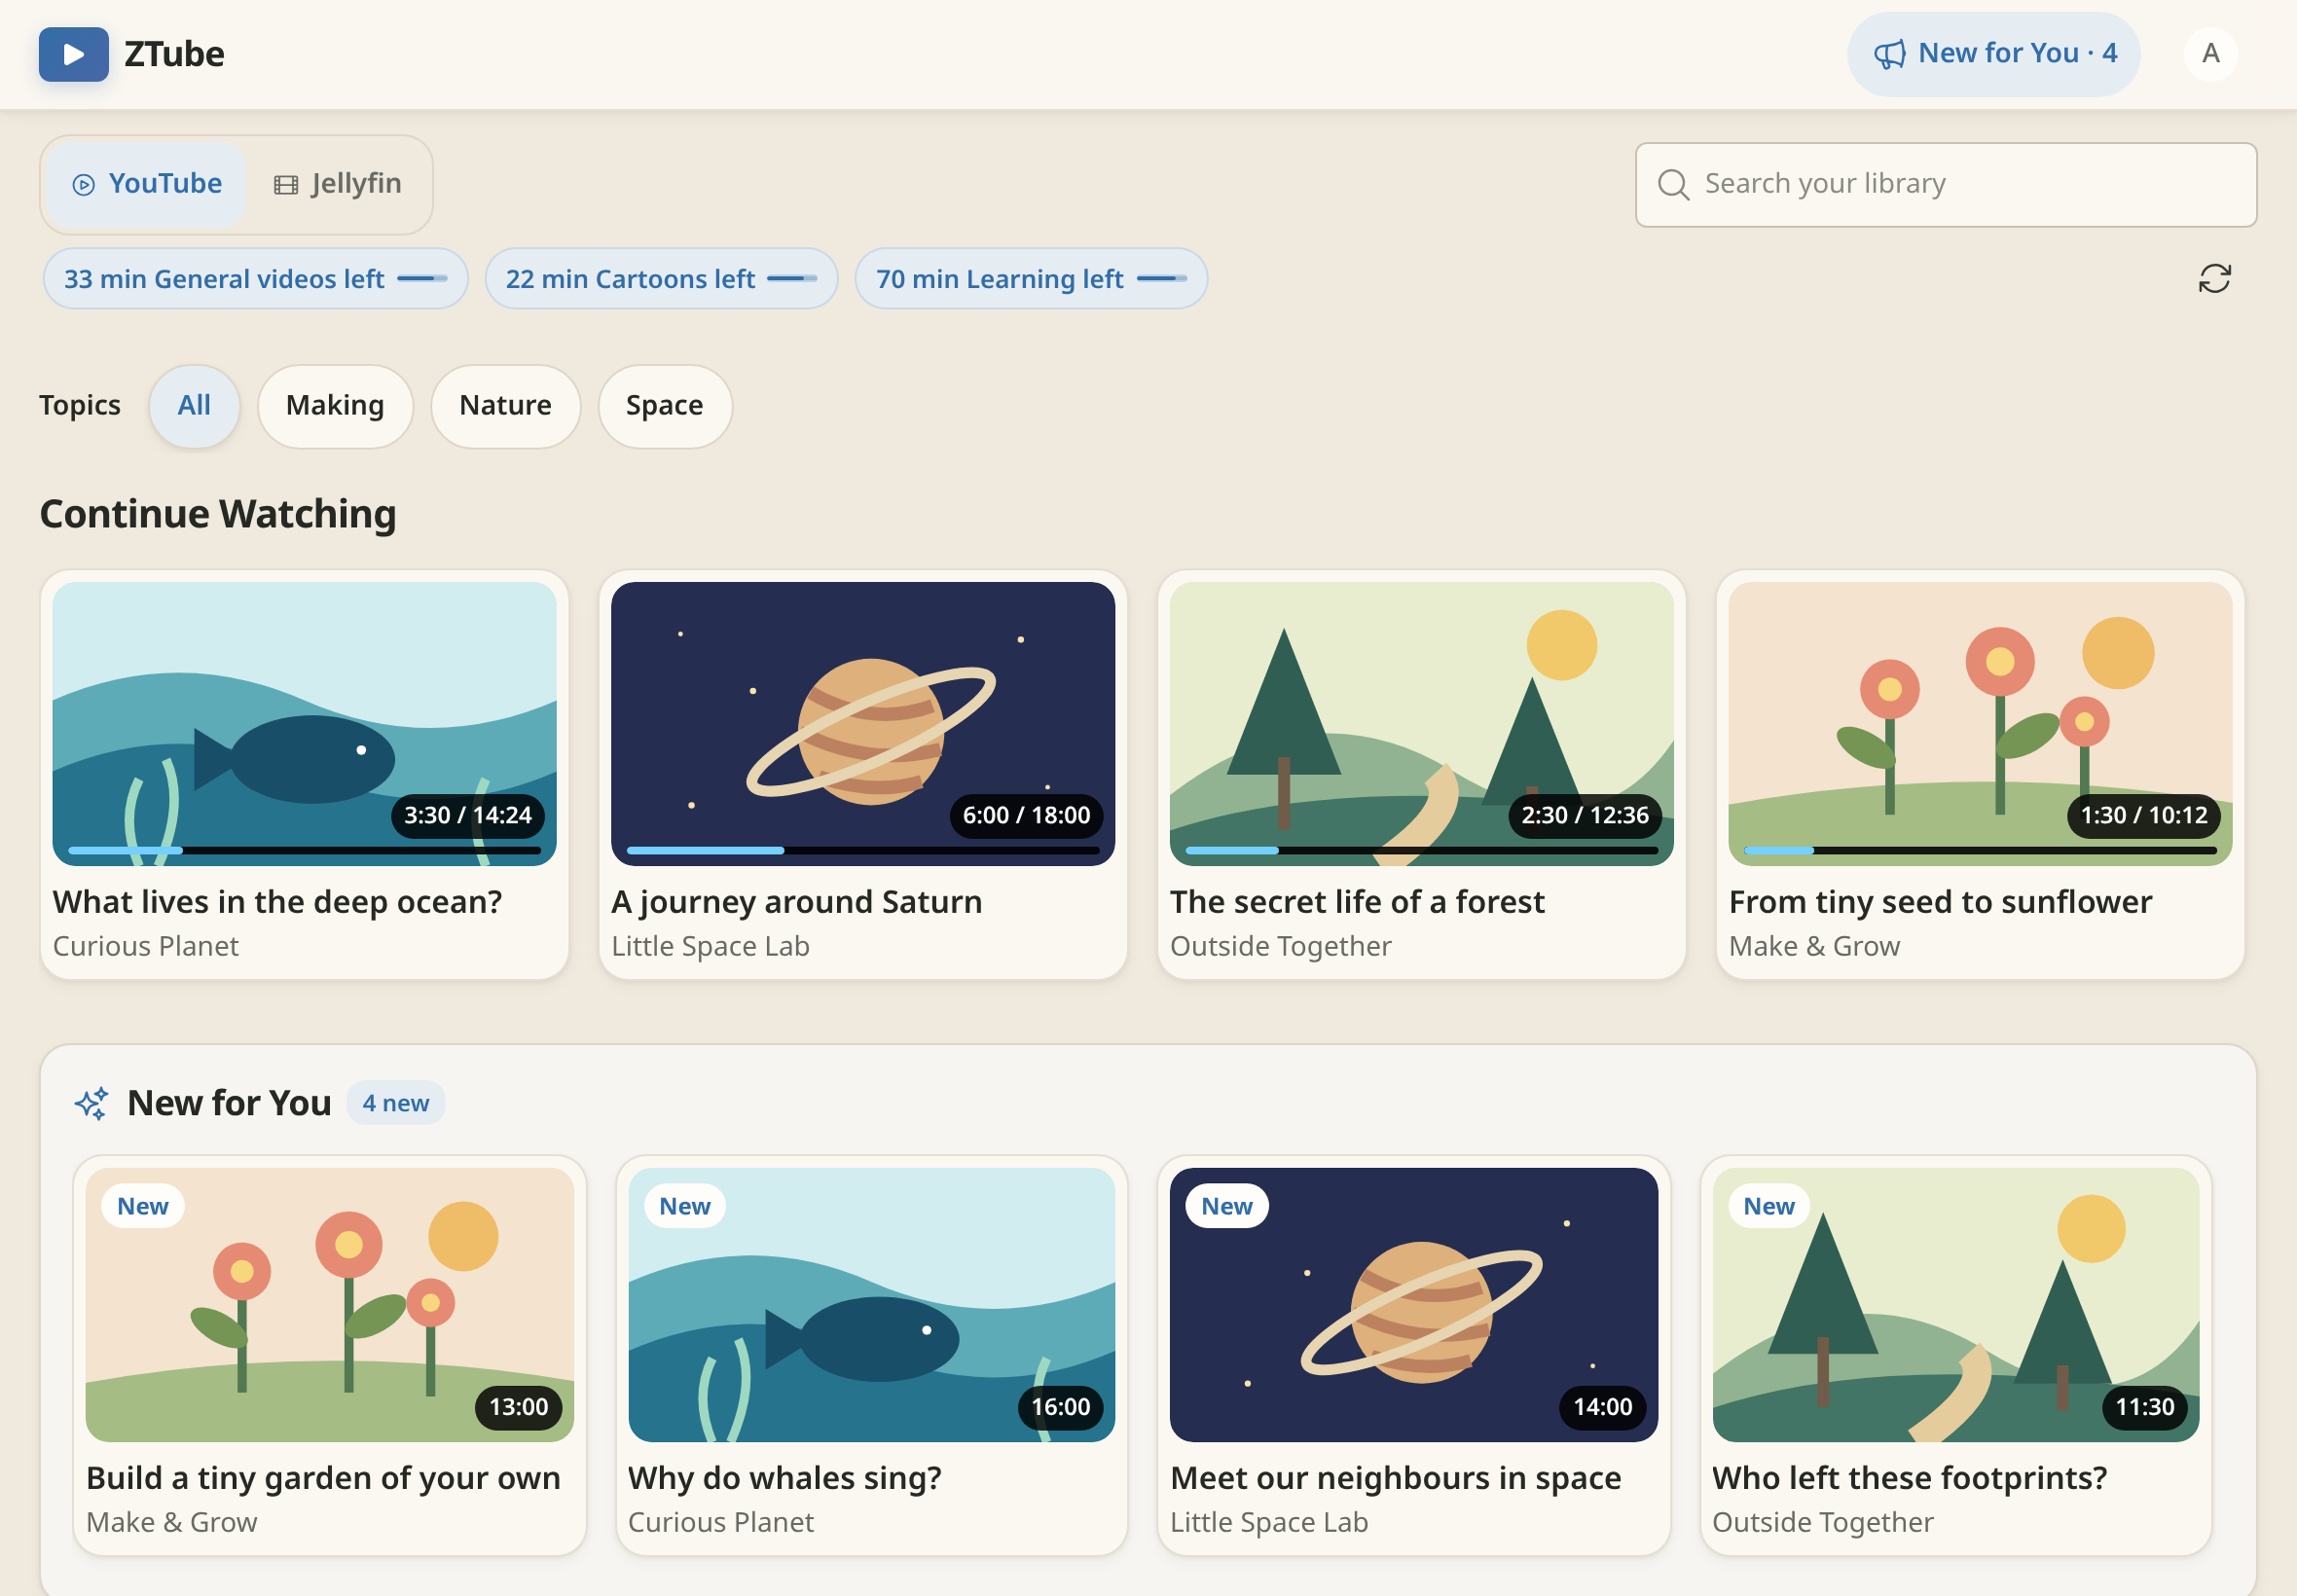 ZTube
New for You · 4
A
YouTube
Jellyfin
Search your library
33 min General videos left
22 min Cartoons left
70 min Learning left
Topics
All
Making
Nature
Space
Continue Watching
3:30 / 14:24
What lives in the deep ocean?
Curious Planet
6:00 / 18:00
A journey around Saturn
Little Space Lab
2:30 / 12:36
The secret life of a forest
Outside Together
1:30 / 10:12
From tiny seed to sunflower
Make & Grow
New for You
4 new
New
13:00
Build a tiny garden of your own
Make & Grow
New
16:00
Why do whales sing?
Curious Planet
New
14:00
Meet our neighbours in space
Little Space Lab
New
11:30
Who left these footprints?
Outside Together